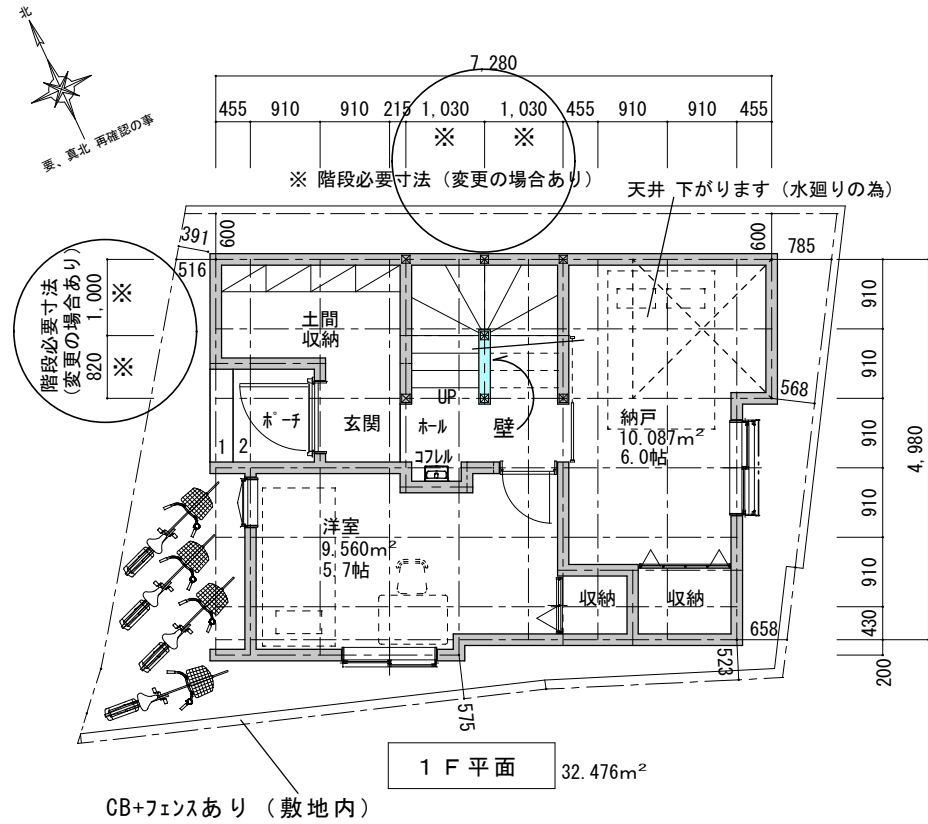 北
要、真北 再確認の事
7,280
455 910 910 215 1,030 1,030 455 910 910 455
※ ※
※ 階段必要寸法（変更の場合あり）
天井 下がります（水廻りの為）
391
600
600
785
516
階段必要寸法
（変更の場合あり）
1,000 ※
820 ※
910
910
910
910
910
430
200
4,980
土間
収納
568
UP
ﾎﾟｰﾁ
玄関
ﾎｰﾙ
壁
納戸
10.087m²
6.0帖
1 2
ｺﾌﾚﾙ
洋室
9.560m²
5.7帖
収納
収納
658
523
575
1F平面
32.476m²
CB+ﾌｪﾝｽあり（敷地内）